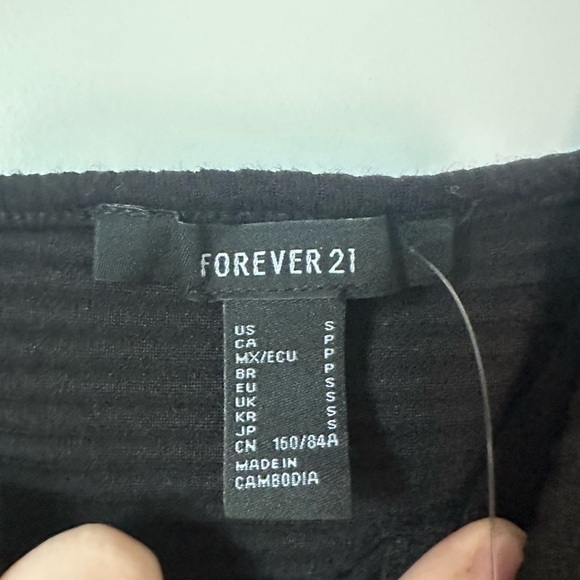 FOREVER 21
US S
CA P
MX/ECU P
BR P
EU S
UK S
KR S
JP S
CN 160/84A
MADE IN
CAMBODIA